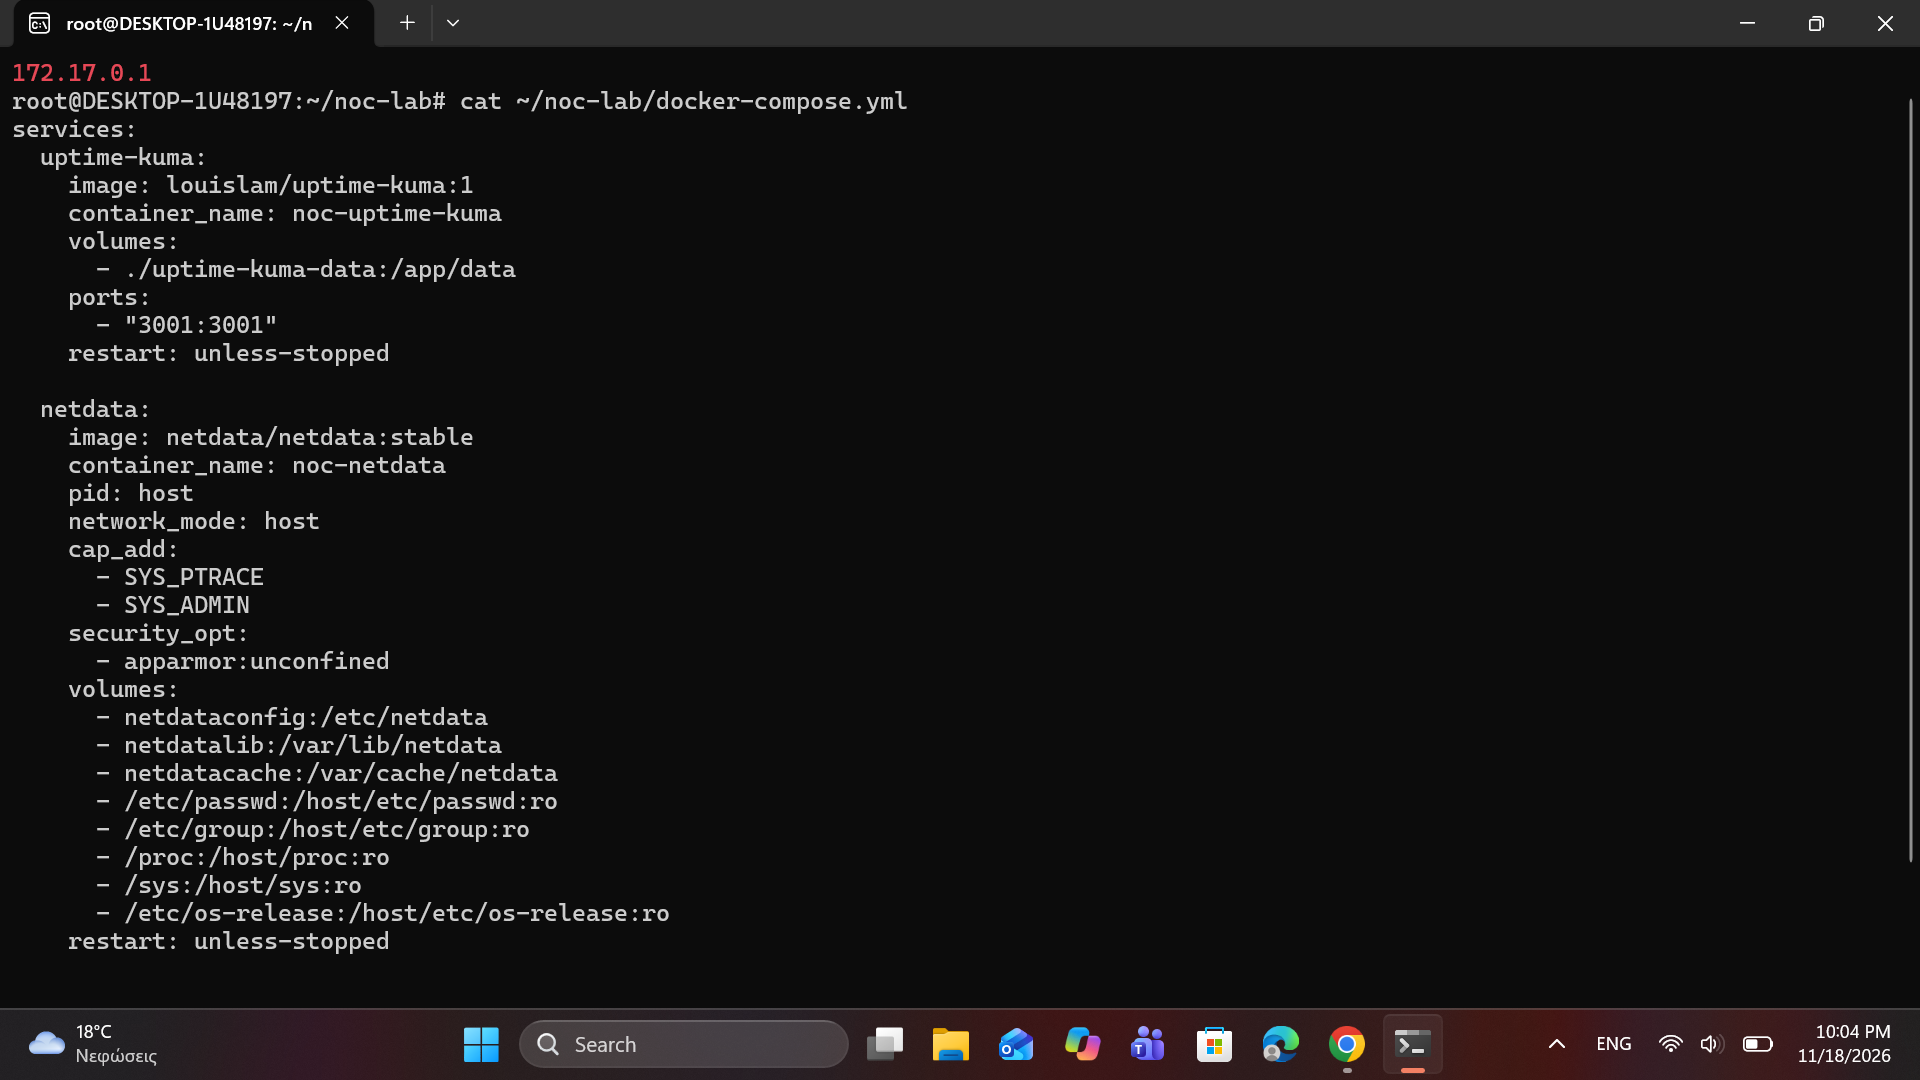 root@DESKTOP-1U48197: ~/n
172.17.0.1
root@DESKTOP-1U48197:~/noc-lab# cat ~/noc-lab/docker-compose.yml
services:
  uptime-kuma:
    image: louislam/uptime-kuma:1
    container_name: noc-uptime-kuma
    volumes:
      - ./uptime-kuma-data:/app/data
    ports:
      - "3001:3001"
    restart: unless-stopped
  netdata:
    image: netdata/netdata:stable
    container_name: noc-netdata
    pid: host
    network_mode: host
    cap_add:
      - SYS_PTRACE
      - SYS_ADMIN
    security_opt:
      - apparmor:unconfined
    volumes:
      - netdataconfig:/etc/netdata
      - netdatalib:/var/lib/netdata
      - netdatacache:/var/cache/netdata
      - /etc/passwd:/host/etc/passwd:ro
      - /etc/group:/host/etc/group:ro
      - /proc:/host/proc:ro
      - /sys:/host/sys:ro
      - /etc/os-release:/host/etc/os-release:ro
    restart: unless-stopped
18°C
Νεφώσεις
Search
ENG
10:04 PM
11/18/2026